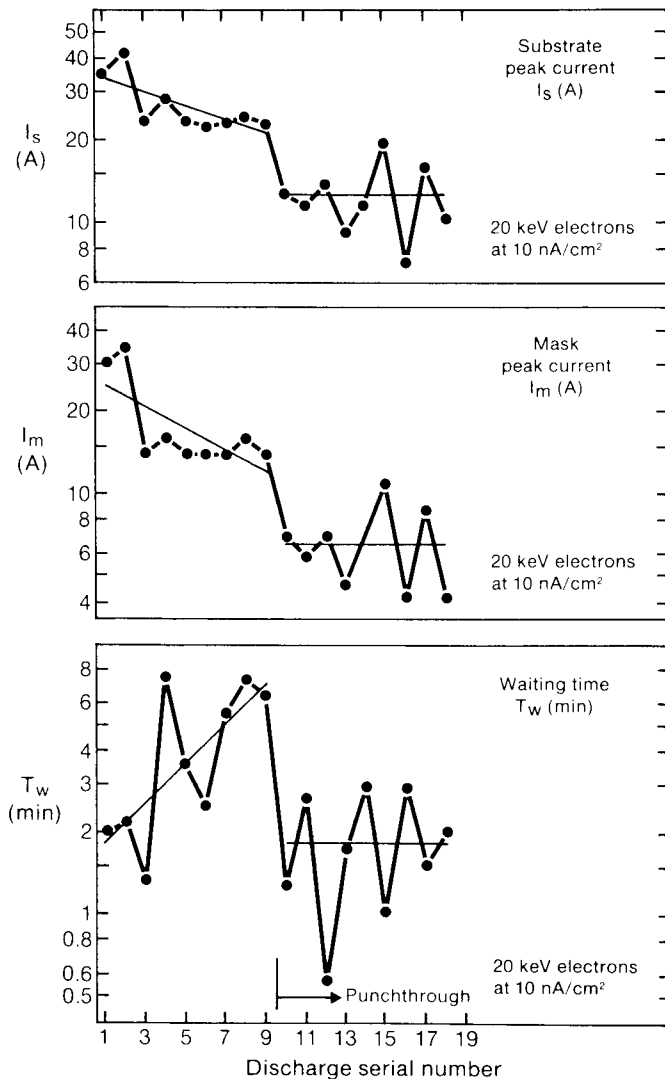 50
40
30
20
10
8
6
I_s
(A)
Substrate
peak current
I_s (A)
20 keV electrons
at 10 nA/cm²
40
30
20
10
8
6
4
I_m
(A)
Mask
peak current
I_m (A)
20 keV electrons
at 10 nA/cm²
8
6
4
3
2
1
0.8
0.6
0.5
T_w
(min)
Waiting time
T_w (min)
20 keV electrons
at 10 nA/cm²
Punchthrough
1 3 5 7 9 11 13 15 17 19
Discharge serial number